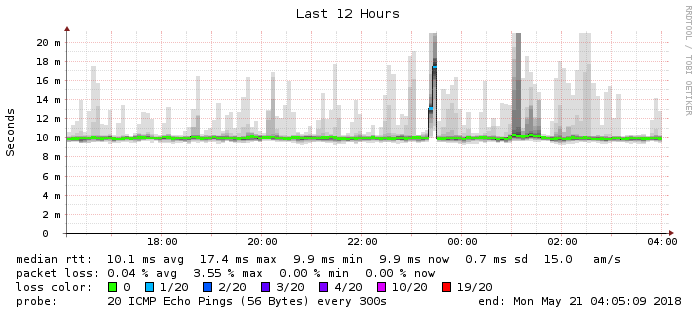 Last 12 Hours
RRDTOOL / TOBI OETIKER
Seconds
20 m
18 m
16 m
14 m
12 m
10 m
8 m
6 m
4 m
2 m
0
18:00 20:00 22:00 00:00 02:00 04:00
median rtt: 10.1 ms avg 17.4 ms max 9.9 ms min 9.9 ms now 0.7 ms sd 15.0 am/s
packet loss: 0.04 % avg 3.55 % max 0.00 % min 0.00 % now
loss color: 0 1/20 2/20 3/20 4/20 10/20 19/20
probe: 20 ICMP Echo Pings (56 Bytes) every 300s end: Mon May 21 04:05:09 2018